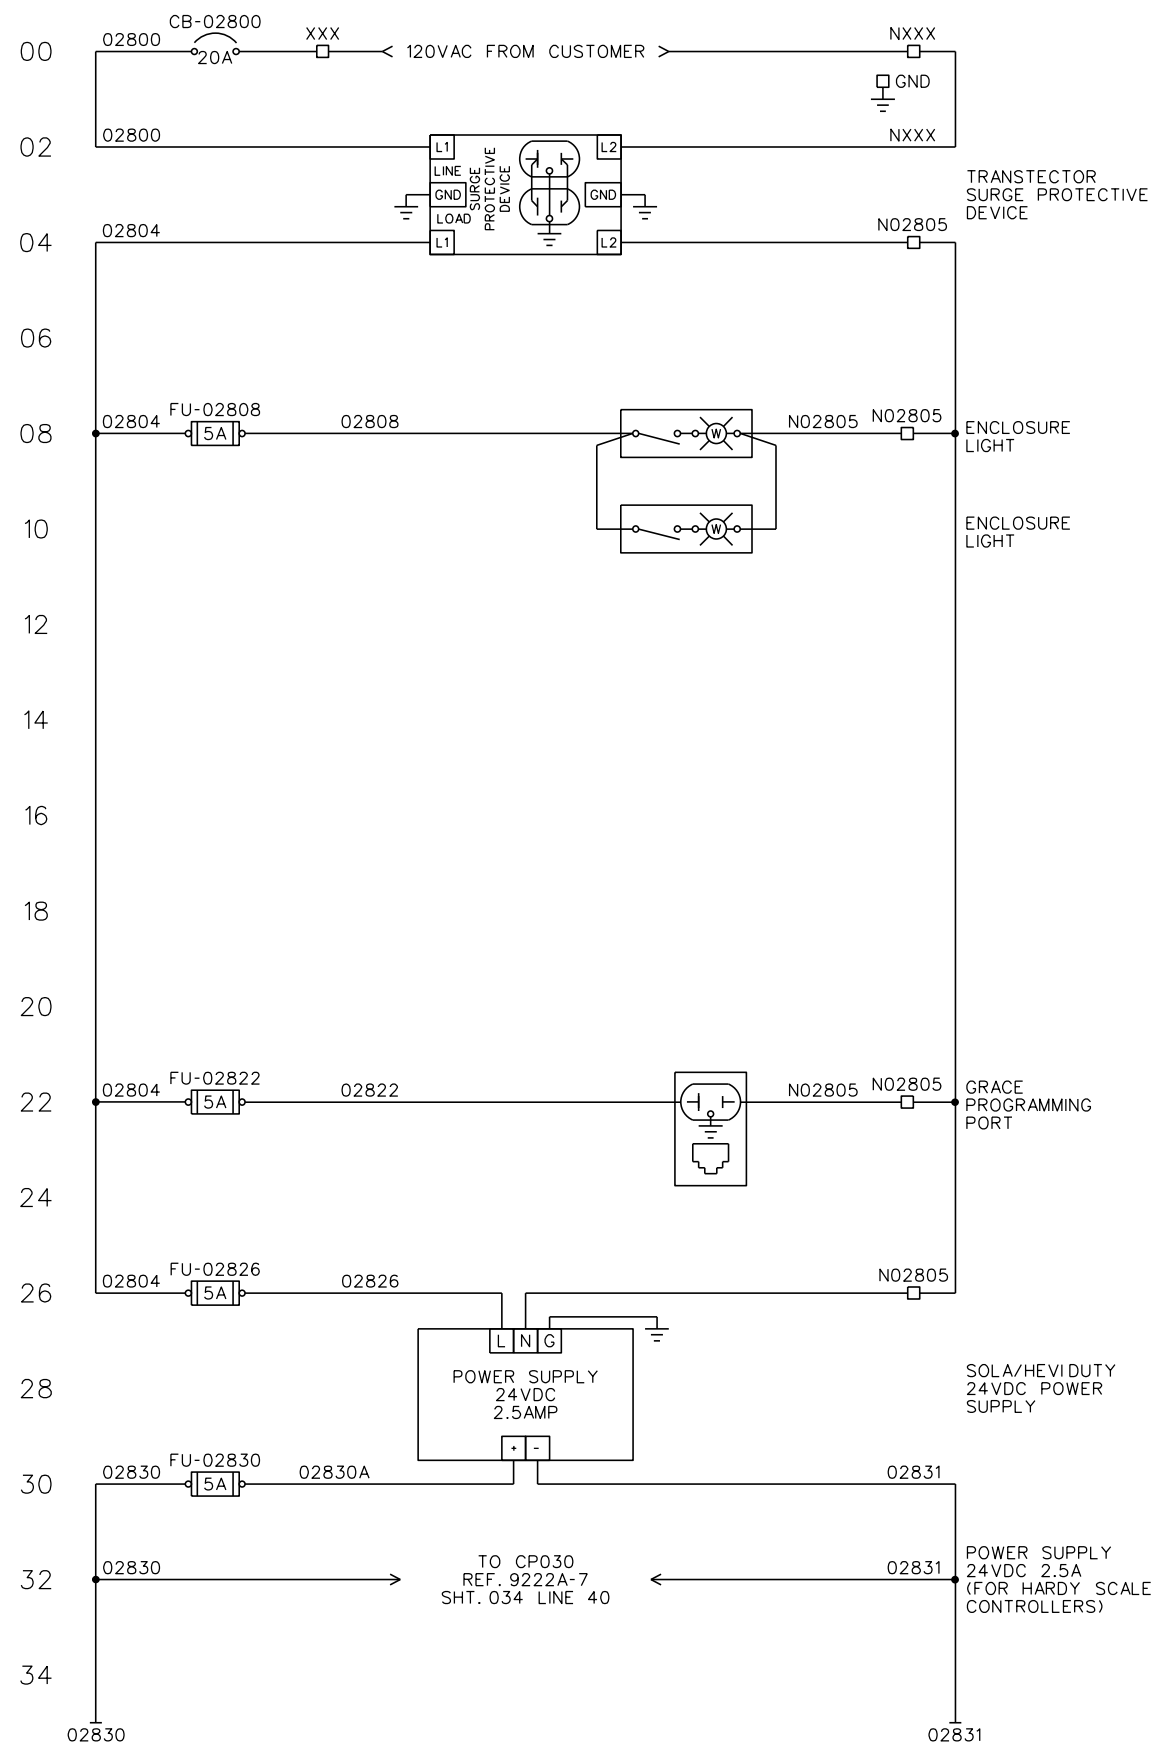 CB-02800
00
02800
20A
XXX
120VAC FROM CUSTOMER
NXXX
GND
02
02800
L1
LINE
GND
LOAD
L1
SURGE
PROTECTIVE
DEVICE
L2
GND
L2
NXXX
TRANSTECTOR
SURGE PROTECTIVE
DEVICE
04
02804
N02805
06
08
02804
FU-02808
5A
02808
W
N02805
N02805
ENCLOSURE
LIGHT
10
W
ENCLOSURE
LIGHT
12
14
16
18
20
22
02804
FU-02822
5A
02822
N02805
N02805
GRACE
PROGRAMMING
PORT
24
26
02804
FU-02826
5A
02826
N02805
L N G
28
POWER SUPPLY
24VDC
2.5AMP
+ -
SOLA/HEVIDUTY
24VDC POWER
SUPPLY
30
02830
FU-02830
5A
02830A
02831
32
02830
TO CP030
REF. 9222A-7
SHT. 034 LINE 40
02831
POWER SUPPLY
24VDC 2.5A
(FOR HARDY SCALE
CONTROLLERS)
34
02830
02831